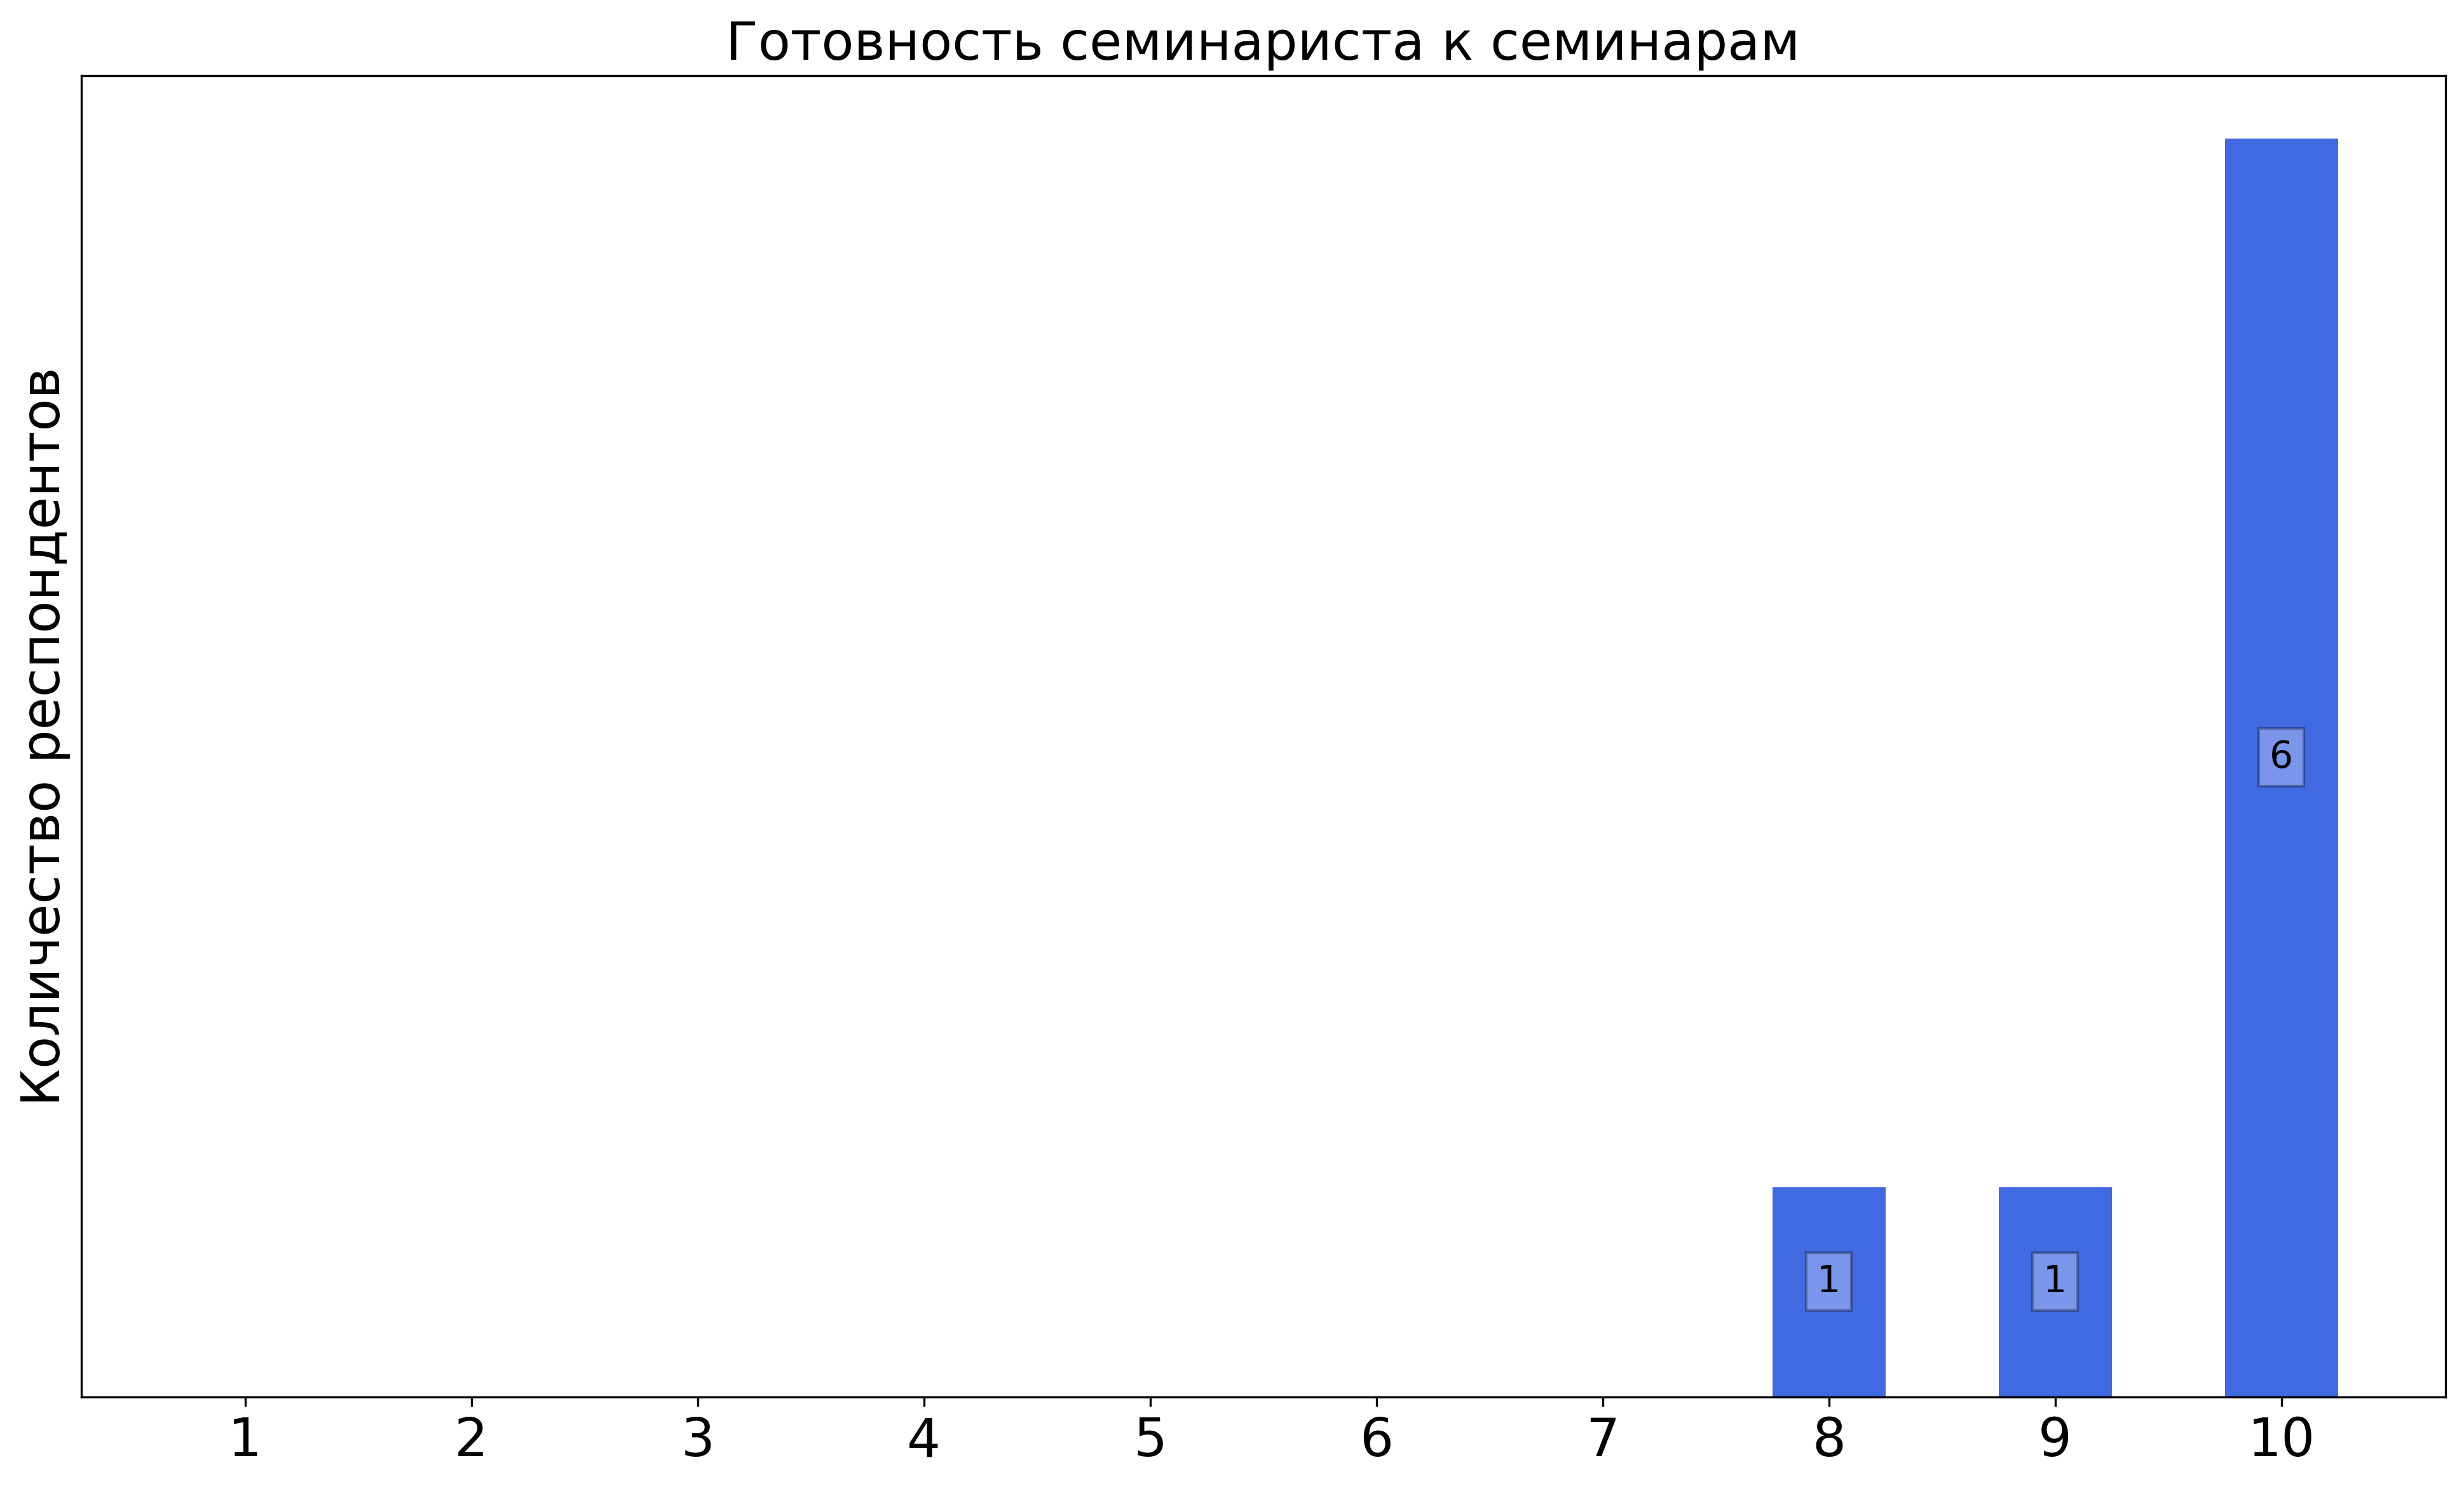 Готовность семинариста к семинарам
Количество респондентов
6
1 1
1 2 3 4 5 6 7 8 9 10